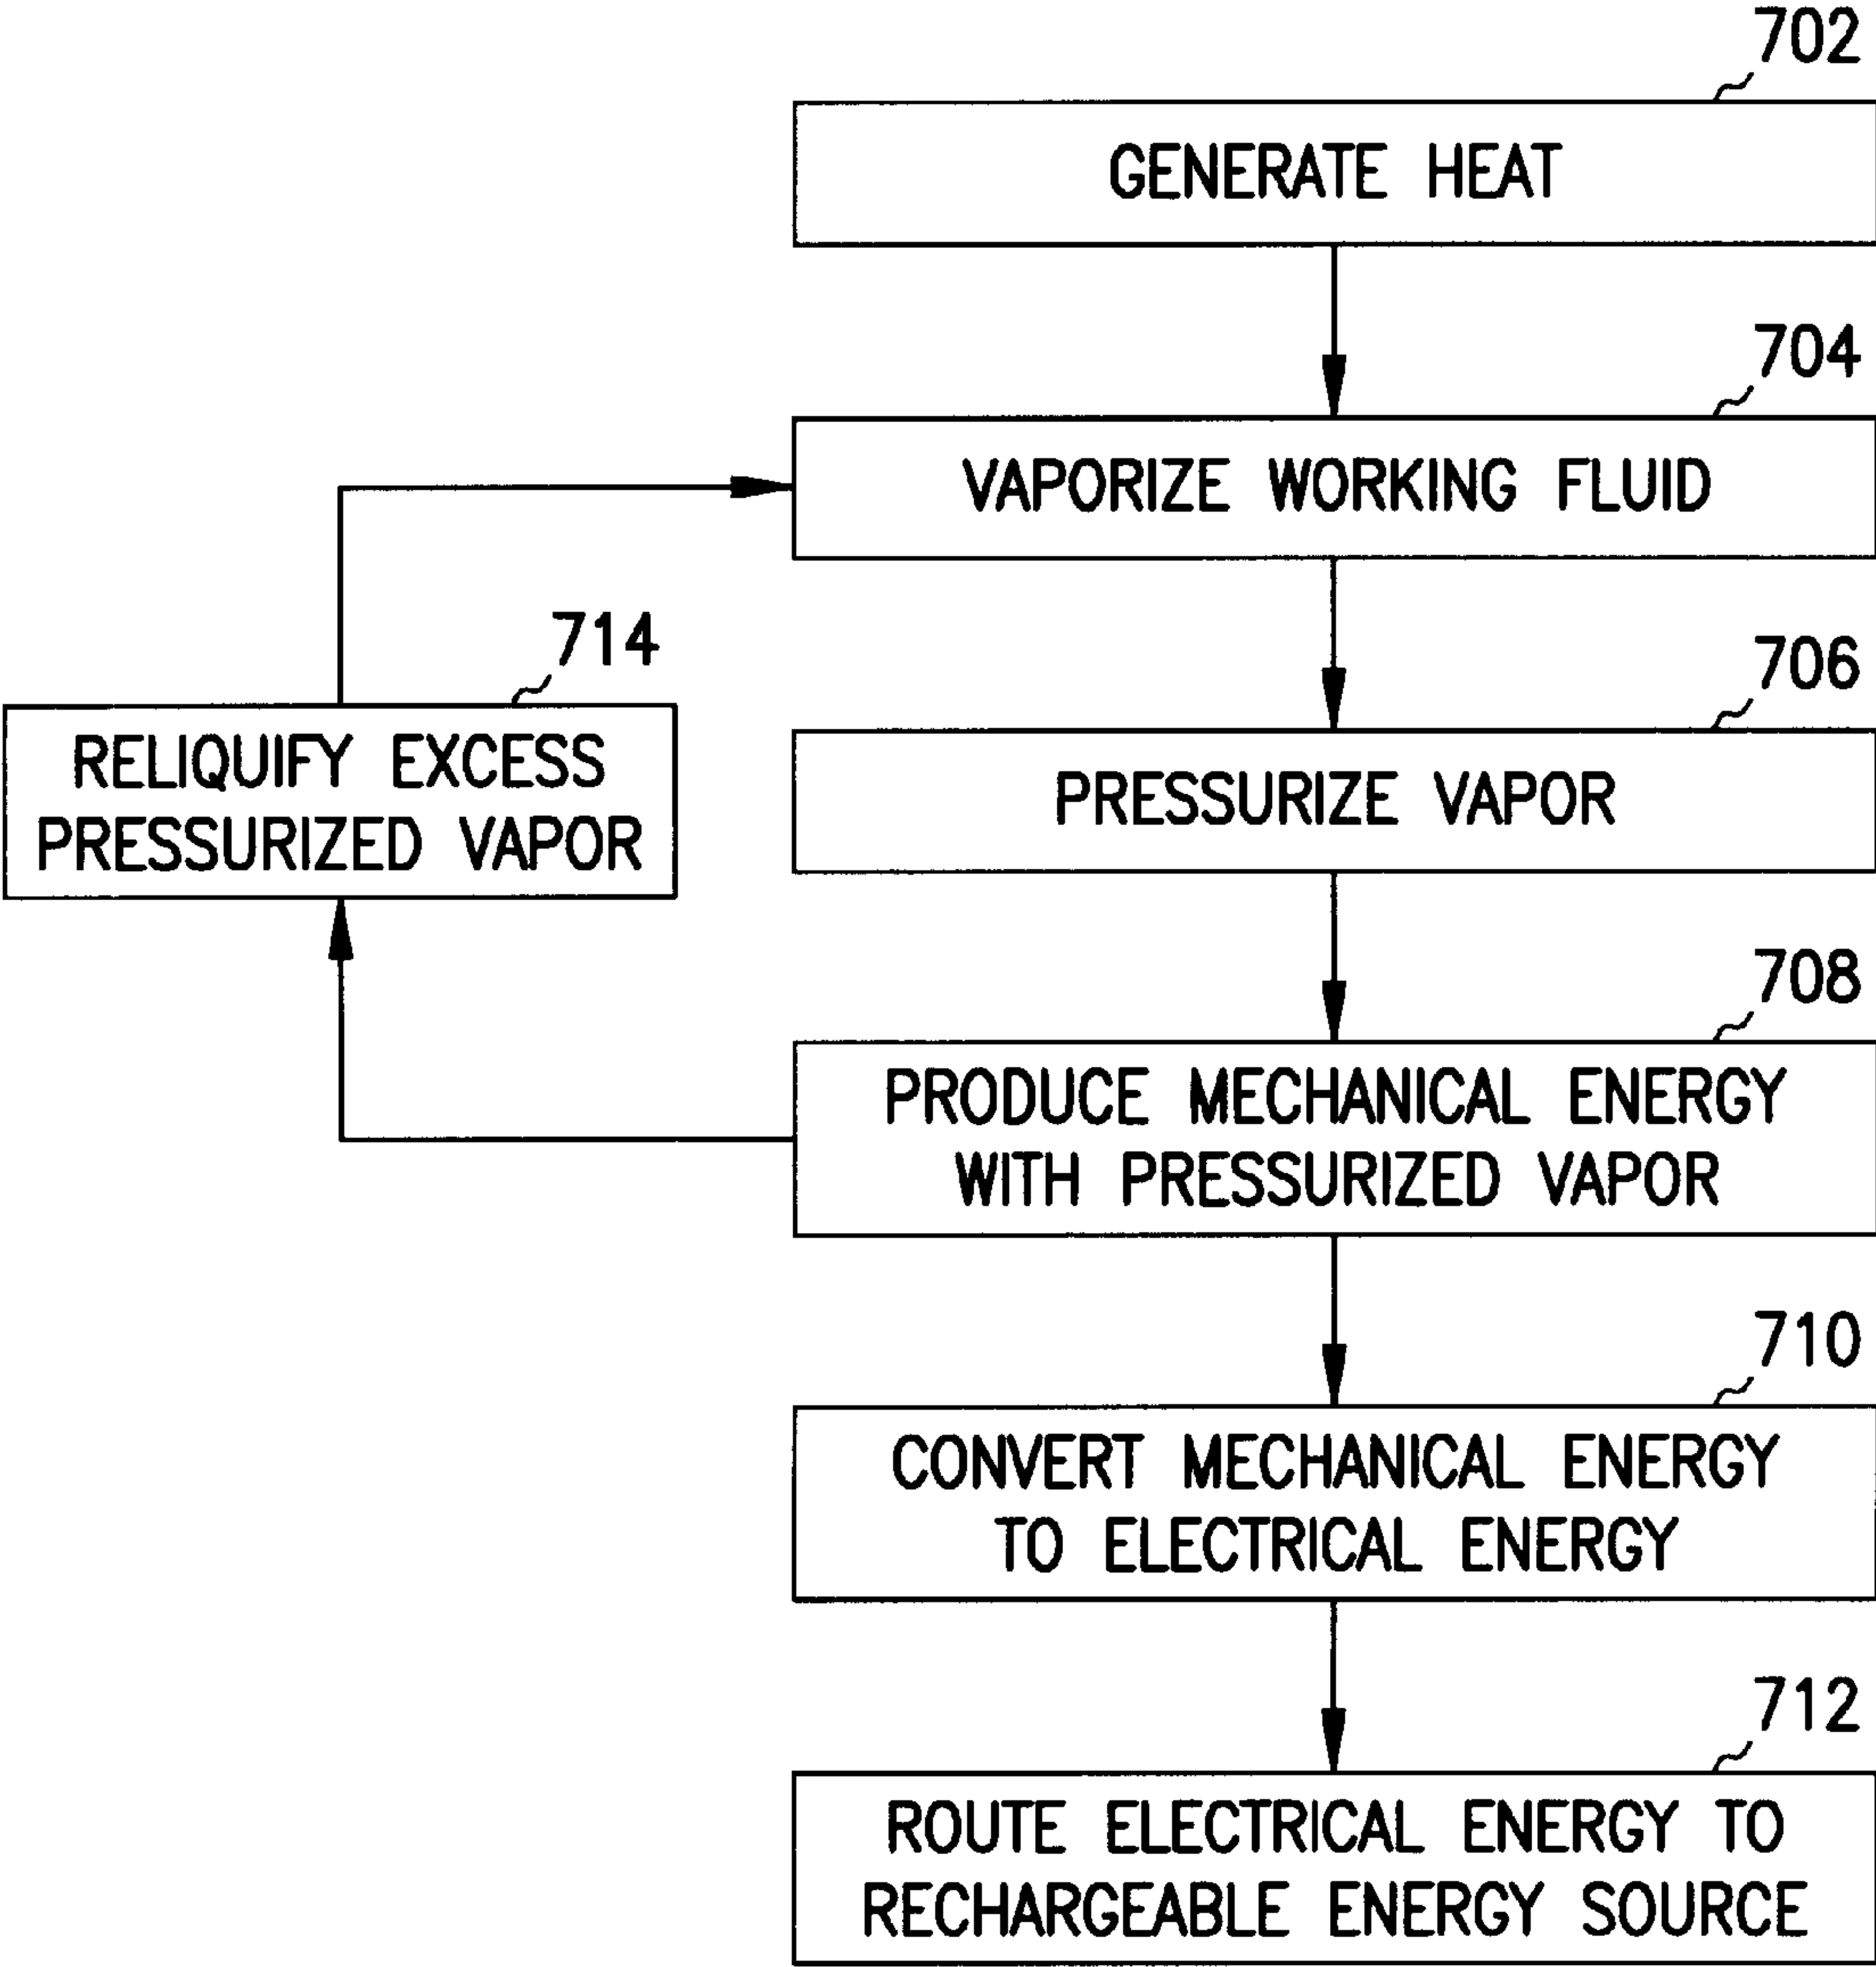 702
GENERATE HEAT
704
VAPORIZE WORKING FLUID
714
706
RELIQUIFY EXCESS
PRESSURIZED VAPOR
PRESSURIZE VAPOR
708
PRODUCE MECHANICAL ENERGY
WITH PRESSURIZED VAPOR
710
CONVERT MECHANICAL ENERGY
TO ELECTRICAL ENERGY
712
ROUTE ELECTRICAL ENERGY TO
RECHARGEABLE ENERGY SOURCE